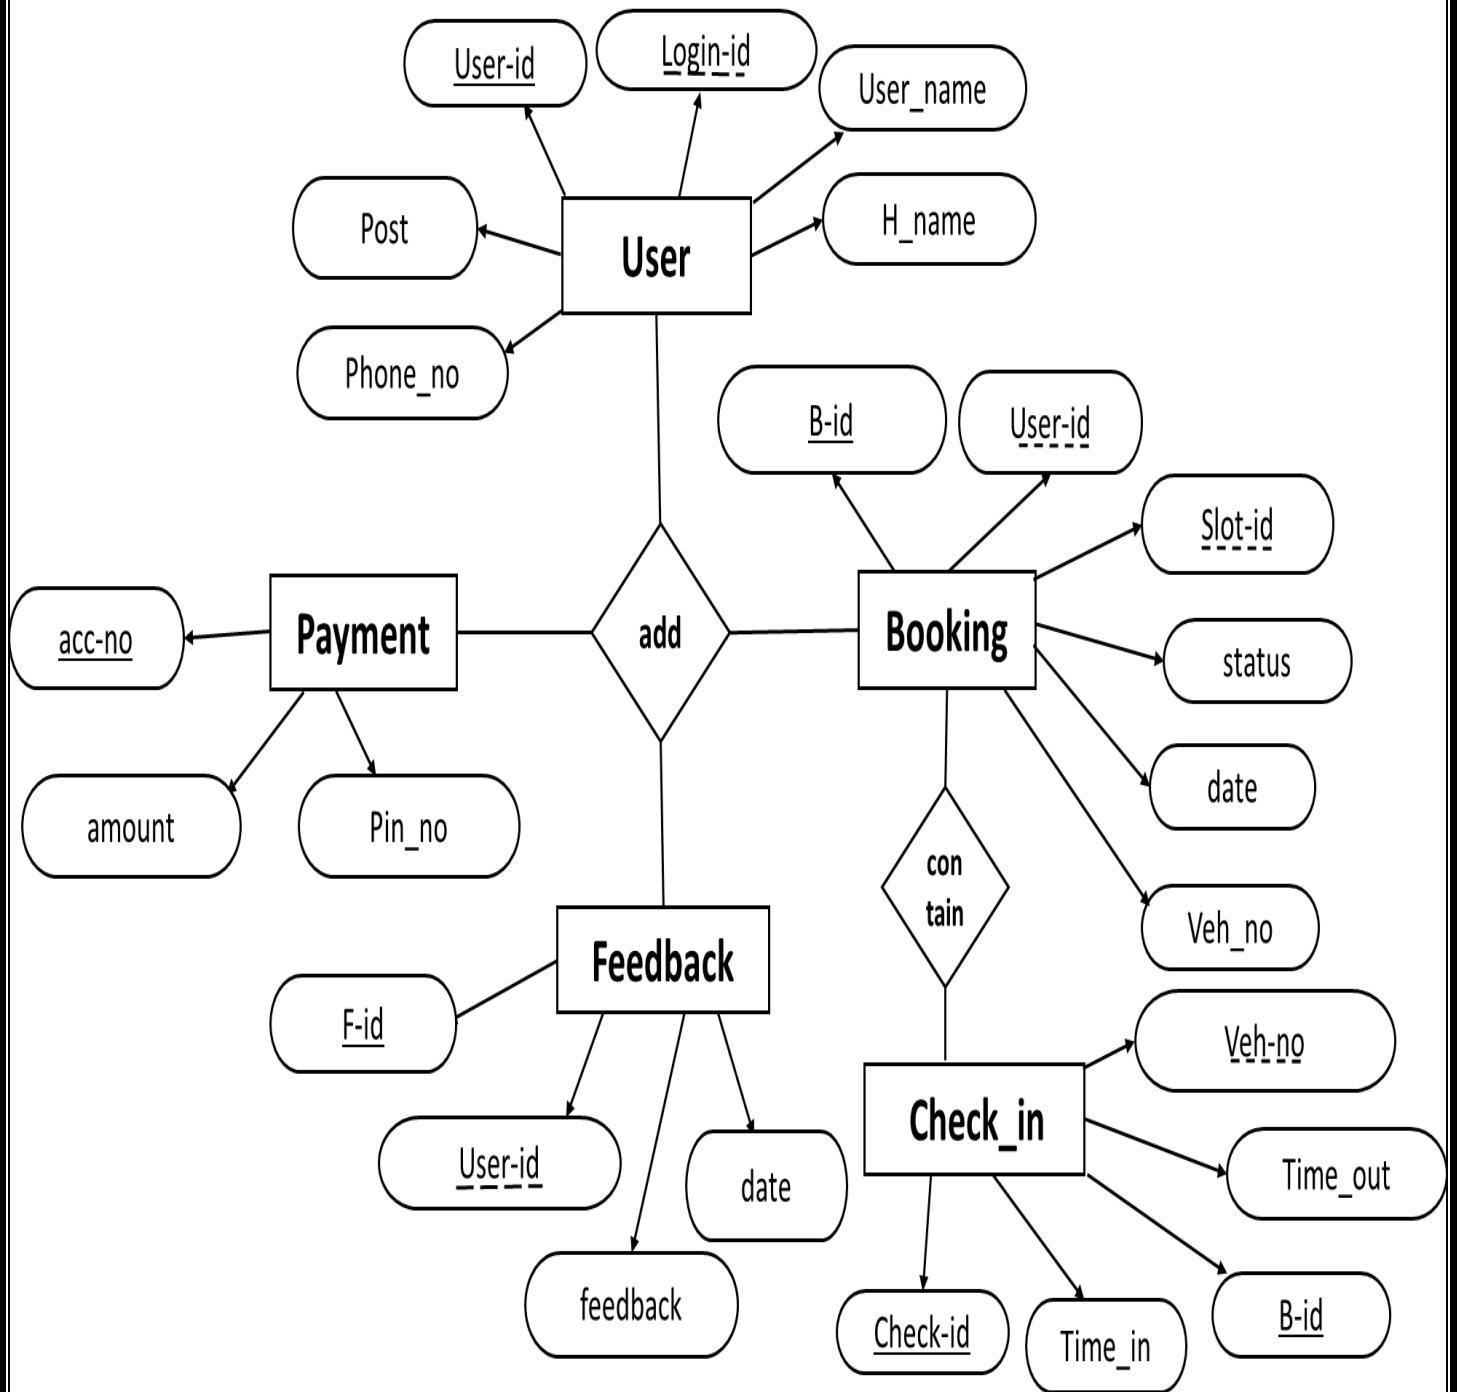 User-id
Login-id
User_name
Post
H_name
User
Phone_no
B-id
User-id
Slot-id
acc-no
Payment
add
Booking
status
date
amount
Pin_no
con
tain
Veh_no
Feedback
F-id
Veh-no
Check_in
User-id
date
Time_out
feedback
Check-id
Time_in
B-id